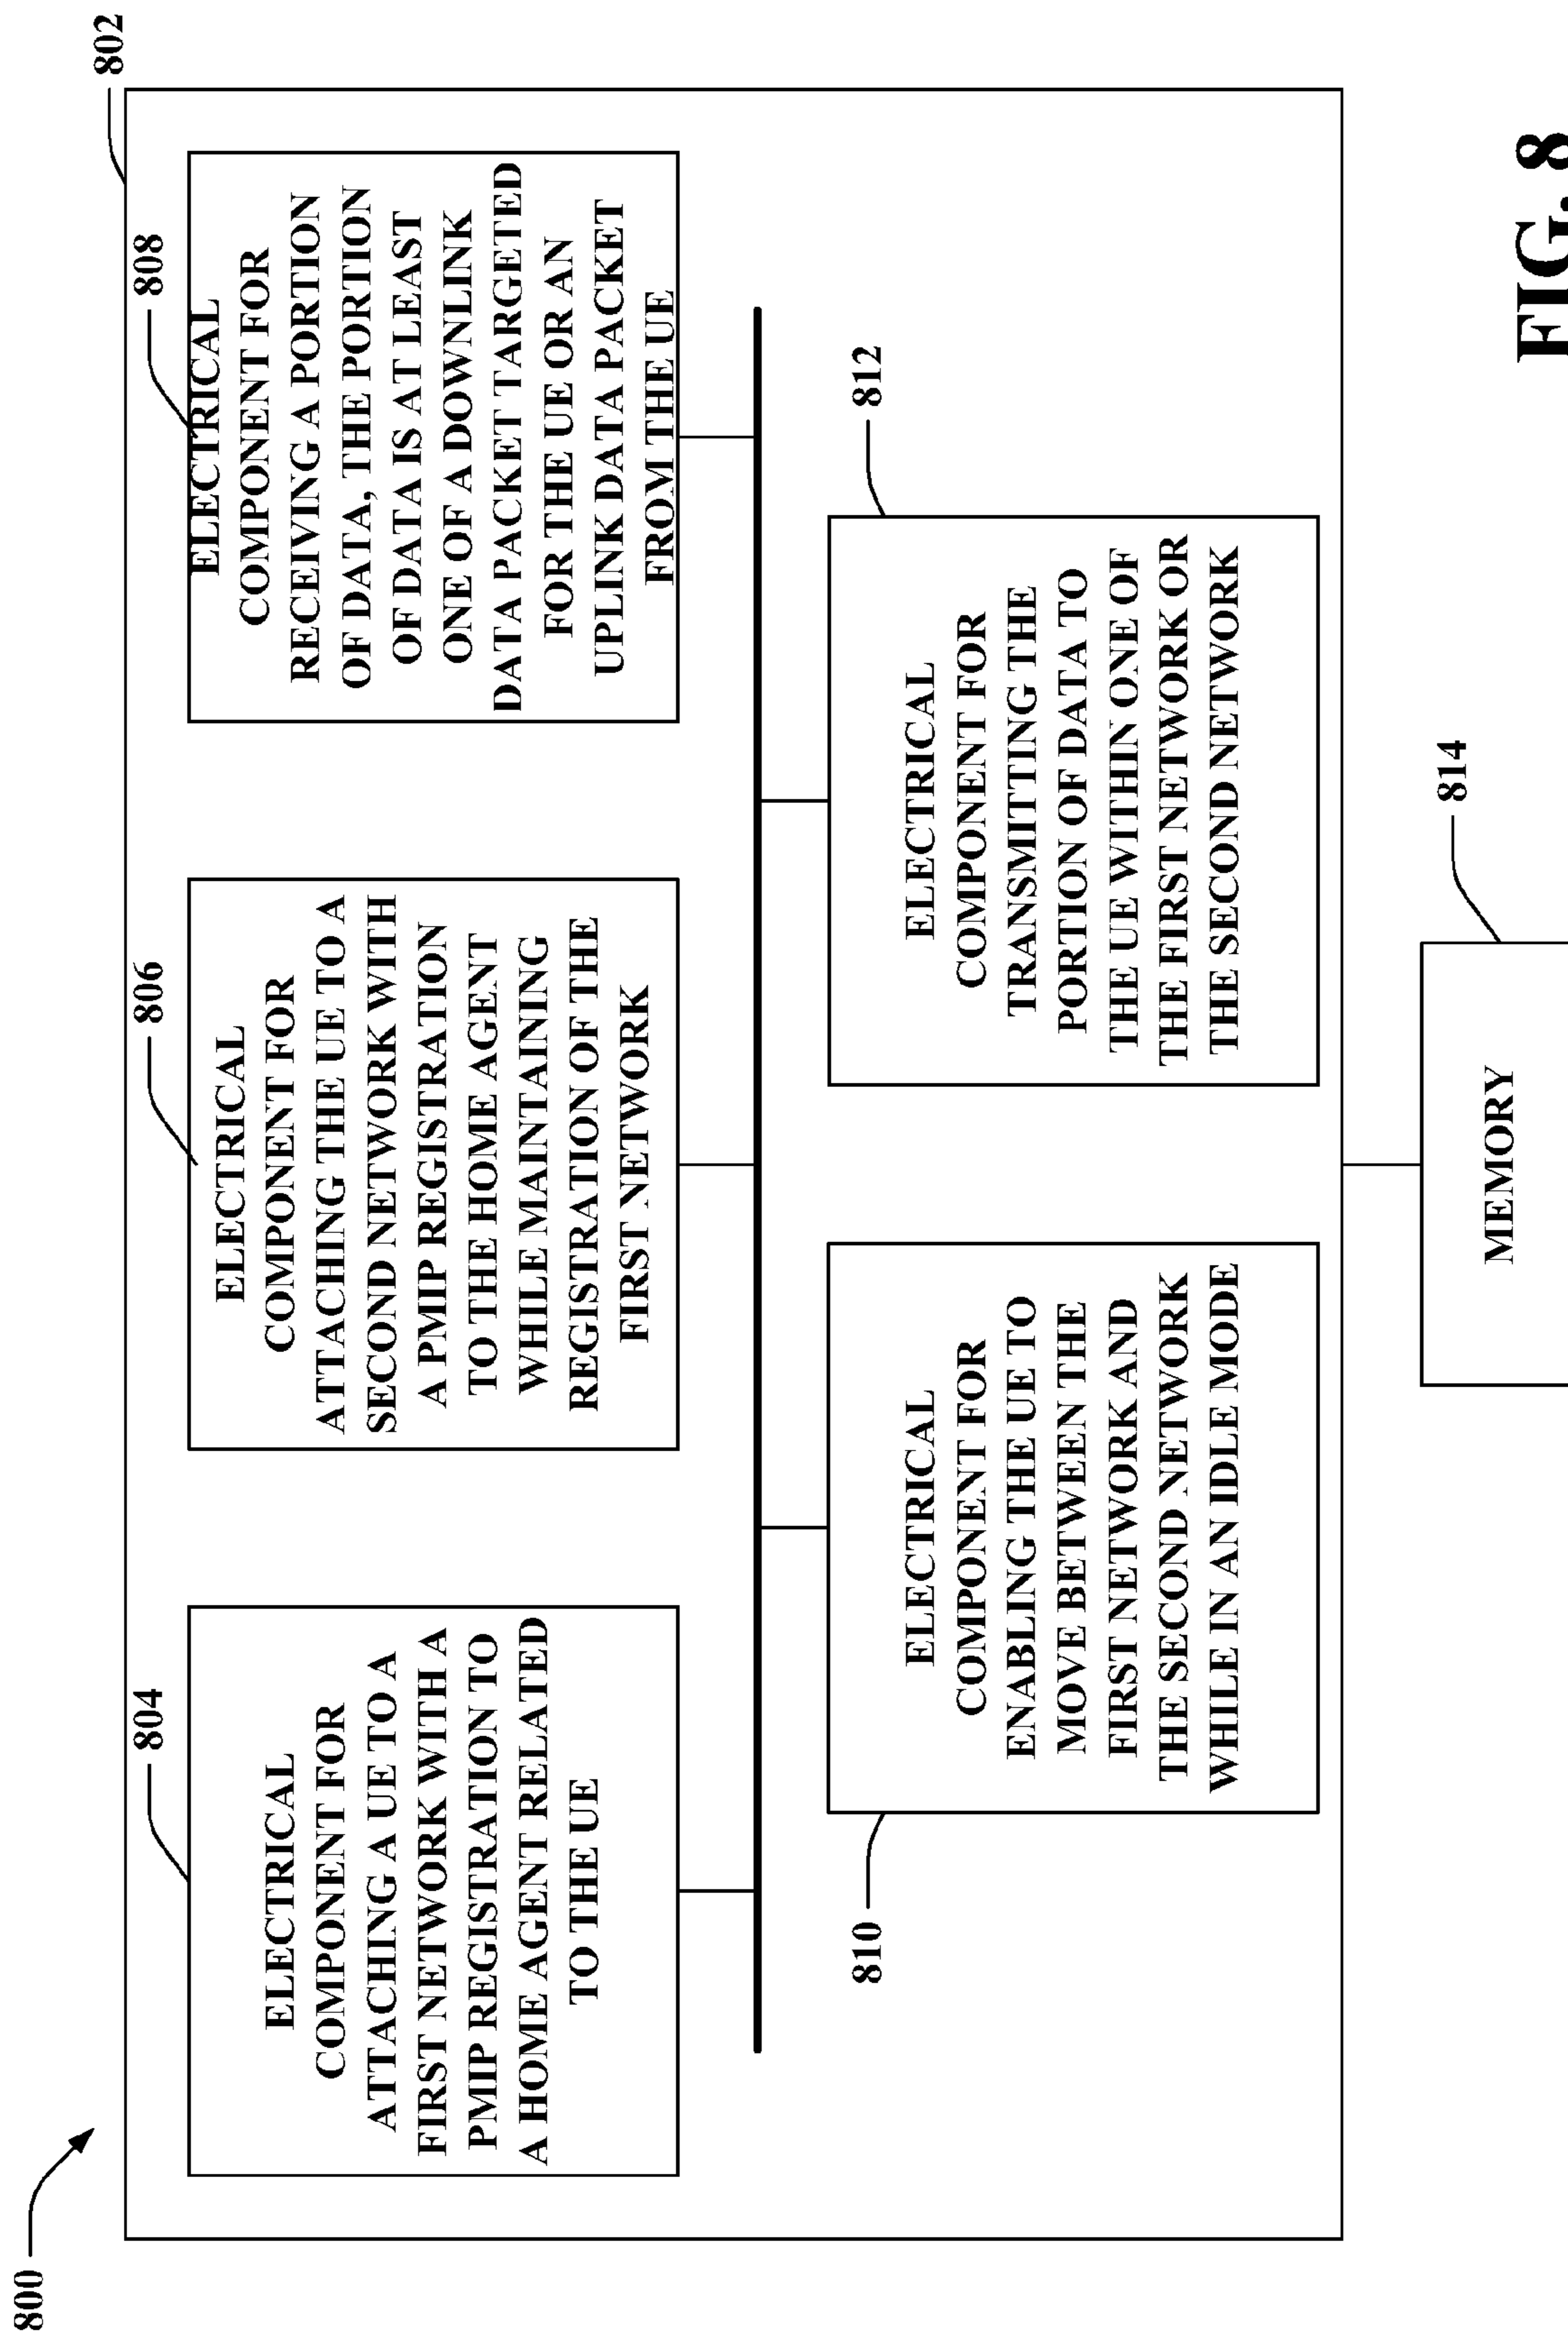 800
802
804
ELECTRICAL
COMPONENT FOR
ATTACHING A UE TO A
FIRST NETWORK WITH A
PMIP REGISTRATION TO
A HOME AGENT RELATED
TO THE UE
806
ELECTRICAL
COMPONENT FOR
ATTACHING THE UE TO A
SECOND NETWORK WITH
A PMIP REGISTRATION
TO THE HOME AGENT
WHILE MAINTAINING
REGISTRATION OF THE
FIRST NETWORK
808
ELECTRICAL
COMPONENT FOR
RECEIVING A PORTION
OF DATA, THE PORTION
OF DATA IS AT LEAST
ONE OF A DOWNLINK
DATA PACKET TARGETED
FOR THE UE OR AN
UPLINK DATA PACKET
FROM THE UE
810
ELECTRICAL
COMPONENT FOR
ENABLING THE UE TO
MOVE BETWEEN THE
FIRST NETWORK AND
THE SECOND NETWORK
WHILE IN AN IDLE MODE
812
ELECTRICAL
COMPONENT FOR
TRANSMITTING THE
PORTION OF DATA TO
THE UE WITHIN ONE OF
THE FIRST NETWORK OR
THE SECOND NETWORK
814
MEMORY
FIG. 8